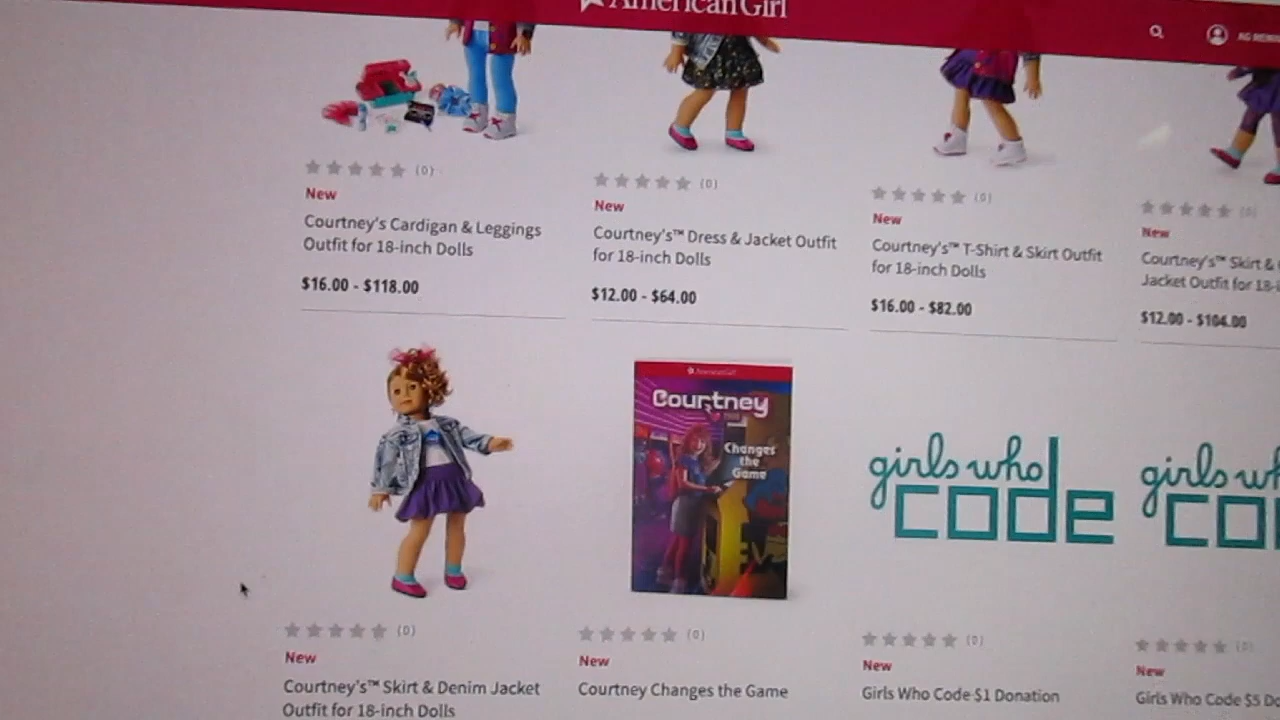 AmericanGirl
(0)
New
Courtney's Cardigan & Leggings
Outfit for 18-inch Dolls
$16.00 - $118.00
(0)
New
Courtney's™ Dress & Jacket Outfit
for 18-inch Dolls
$12.00 - $64.00
(0)
New
Courtney's™ T-Shirt & Skirt Outfit
for 18-inch Dolls
$16.00 - $82.00
(0)
New
Courtney's™ Skirt &
Jacket Outfit for 18-
$12.00 - $104.00
AmericanGirl
Courtney
Changes
the
Game
girls who
code
girls wh
co
(0)
New
Courtney's™ Skirt & Denim Jacket
Outfit for 18-inch Dolls
(0)
New
Courtney Changes the Game
(0)
New
Girls Who Code $1 Donation
(0)
New
Girls Who Code $5 Do